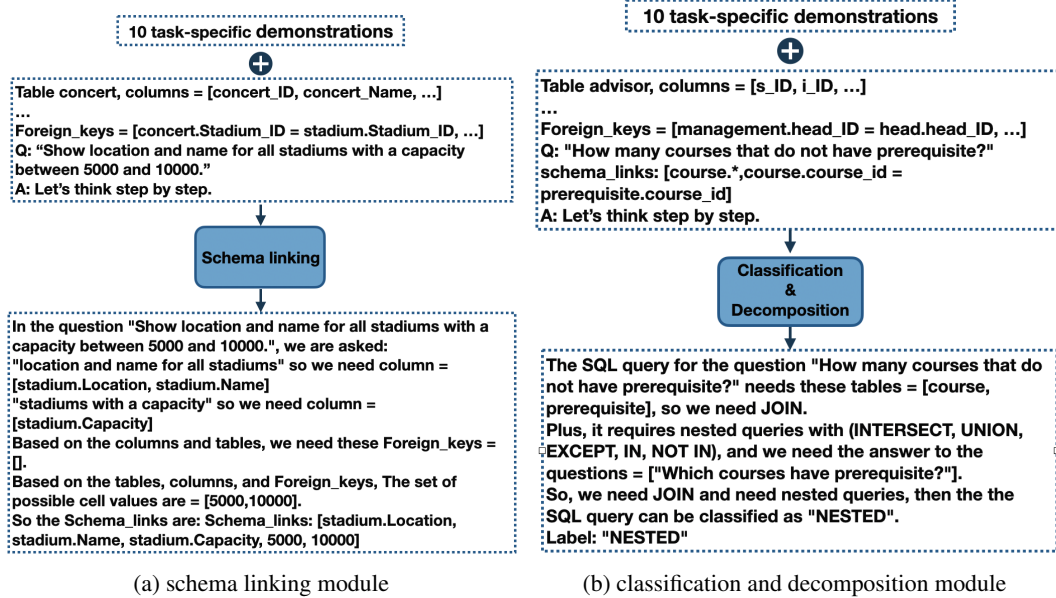 10 task-specific demonstrations
Table concert, columns = [concert_ID, concert_Name, …]
…
Foreign_keys = [concert.Stadium_ID = stadium.Stadium_ID, …]
Q: “Show location and name for all stadiums with a capacity
between 5000 and 10000.”
A: Let’s think step by step.
Schema linking
In the question "Show location and name for all stadiums with a
capacity between 5000 and 10000.", we are asked:
"location and name for all stadiums" so we need column =
[stadium.Location, stadium.Name]
"stadiums with a capacity" so we need column =
[stadium.Capacity]
Based on the columns and tables, we need these Foreign_keys =
[].
Based on the tables, columns, and Foreign_keys, The set of
possible cell values are = [5000,10000].
So the Schema_links are: Schema_links: [stadium.Location,
stadium.Name, stadium.Capacity, 5000, 10000]
(a) schema linking module
10 task-specific demonstrations
Table advisor, columns = [s_ID, i_ID, …]
…
Foreign_keys = [management.head_ID = head.head_ID, …]
Q: "How many courses that do not have prerequisite?"
schema_links: [course.*,course.course_id =
prerequisite.course_id]
A: Let’s think step by step.
Classification
&
Decomposition
The SQL query for the question "How many courses that do
not have prerequisite?" needs these tables = [course,
prerequisite], so we need JOIN.
Plus, it requires nested queries with (INTERSECT, UNION,
EXCEPT, IN, NOT IN), and we need the answer to the
questions = ["Which courses have prerequisite?"].
So, we need JOIN and need nested queries, then the the
SQL query can be classified as "NESTED".
Label: "NESTED"
(b) classification and decomposition module